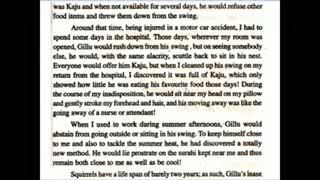 was Kaju and when not available for several days, he would refuse other
food items and threw them down from the swing.
Around that time, being injured in a motor car accident, I had to
spend some days in the hospital. Those days, wherever my room was
opened, Gillu would rush down from his swing , but on seeing somebody
else, he would, with the same alacrity, scuttle back to sit in his nest.
Everyone would offer him Kaju, but when I cleaned up his swing on my
return from the hospital, I discovered it was full of Kaju, which only
showed how little he was eating his favourite food those days! During
the course of my indisposition, he would sit near my head on my pillow
and gently stroke my forehead and hair, and his moving away was like the
going away of a nurse or attendant!
When I used to work during summer afternoons, Gillu would
abstain from going outside or sitting in his swing. To keep himself close
to me and also to tackle the summer heat, he had discovered a totally
new method. He would lie prostrate on the surahi kept near me and thus
remain both close to me as well as be cool!
Squirrels have a life span of barely two years; as such, Gillu's lease